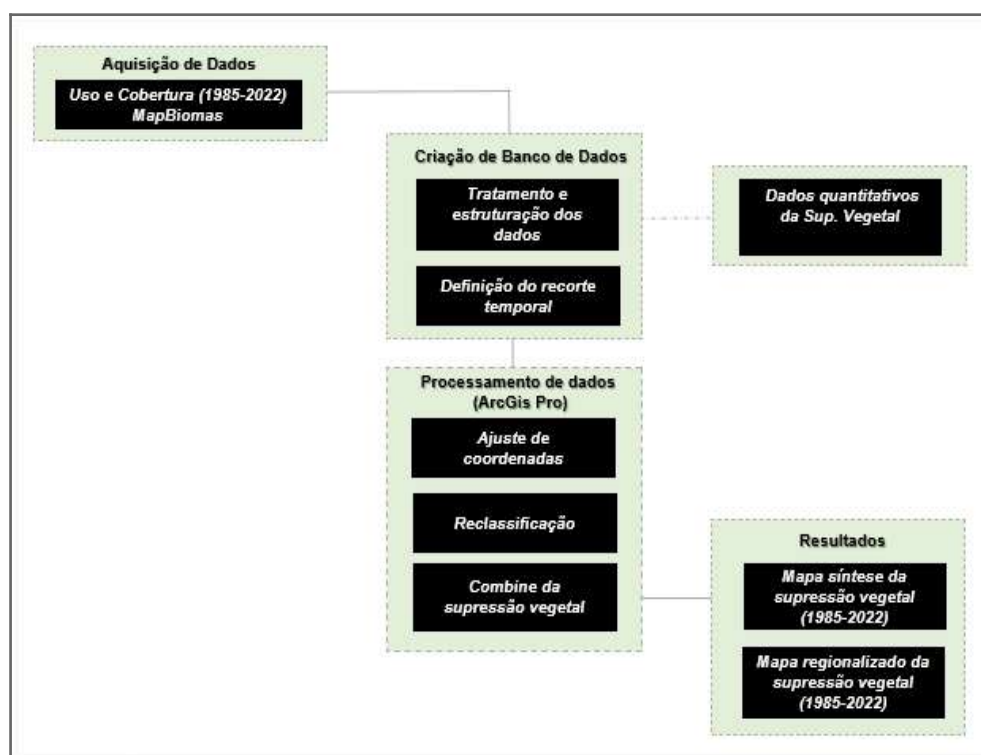 Aquisição de Dados
Uso e Cobertura (1985-2022)
MapBiomas
Criação de Banco de Dados
Tratamento e
estruturação dos
dados
Definição do recorte
temporal
Dados quantitativos
da Sup. Vegetal
Processamento de dados
(ArcGis Pro)
Ajuste de
coordenadas
Reclassificação
Combine da
supressão vegetal
Resultados
Mapa síntese da
supressão vegetal
(1985-2022)
Mapa regionalizado da
supressão vegetal
(1985-2022)